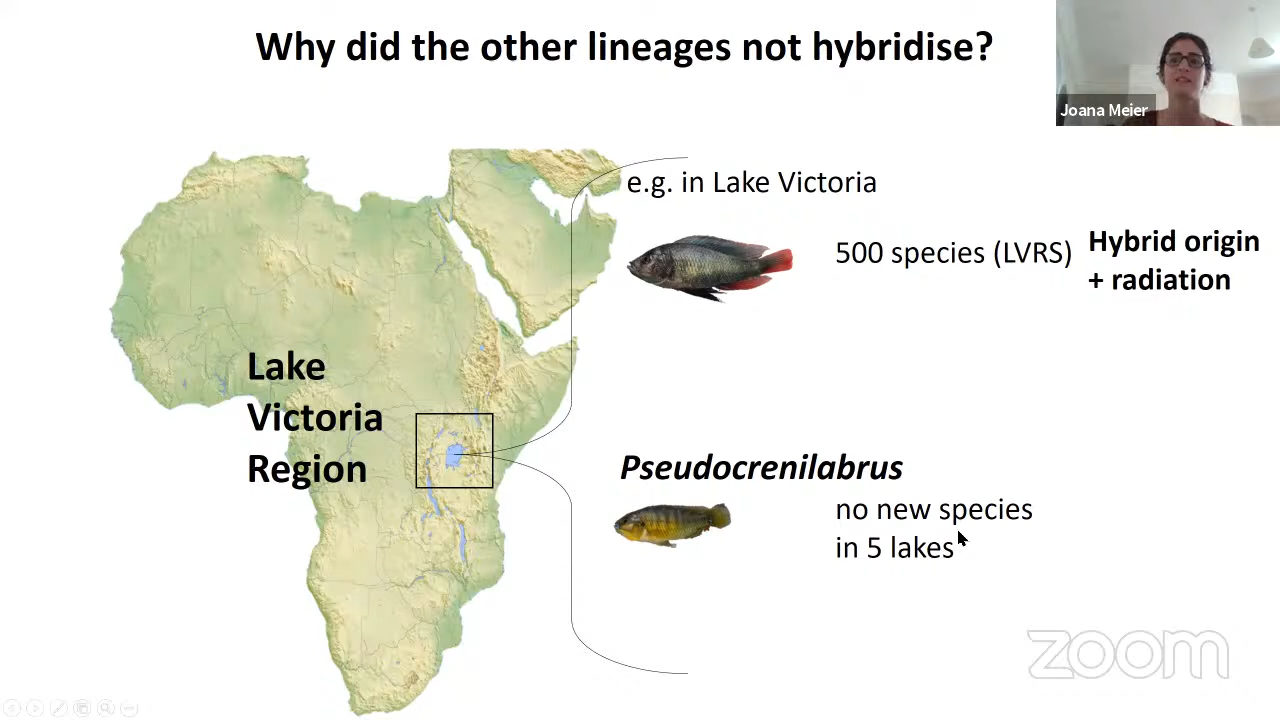 Why did the other lineages not hybridise?
Joana Meier
e.g. in Lake Victoria
500 species (LVRS)
Hybrid origin
+ radiation
Lake
Victoria
Region
Pseudocrenilabrus
no new species
in 5 lakes
zoom